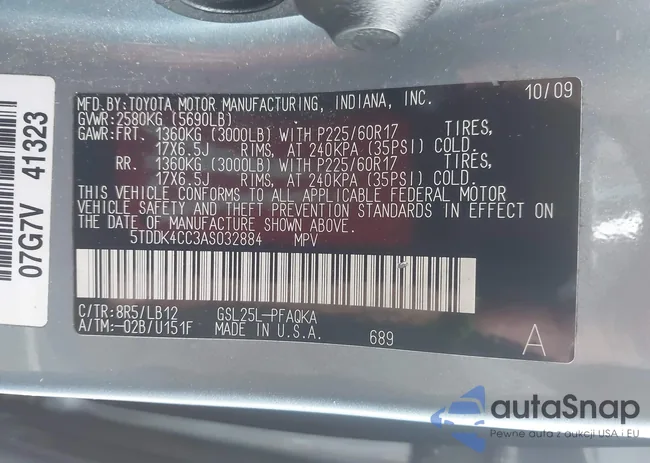 MFD.BY:TOYOTA MOTOR MANUFACTURING, INDIANA, INC. 10/09
GVWR:2580KG (5690LB)
GAWR:FRT. 1360KG (3000LB) WITH P225/60R17 TIRES,
17X6.5J RIMS, AT 240KPA (35PSI) COLD.
RR. 1360KG (3000LB) WITH P225/60R17 TIRES,
17X6.5J RIMS, AT 240KPA (35PSI) COLD.
THIS VEHICLE CONFORMS TO ALL APPLICABLE FEDERAL MOTOR
VEHICLE SAFETY AND THEFT PREVENTION STANDARDS IN EFFECT ON
THE DATE OF MANUFACTURE SHOWN ABOVE.
5TDDK4CC3AS032884 MPV
C/TR:8R5/LB12 GSL25L-PFAQKA
A/TM:-02B/U151F MADE IN U.S.A. 689 A
07G7V 41323
autaSnap
Pewne auta z aukcji USA i EU